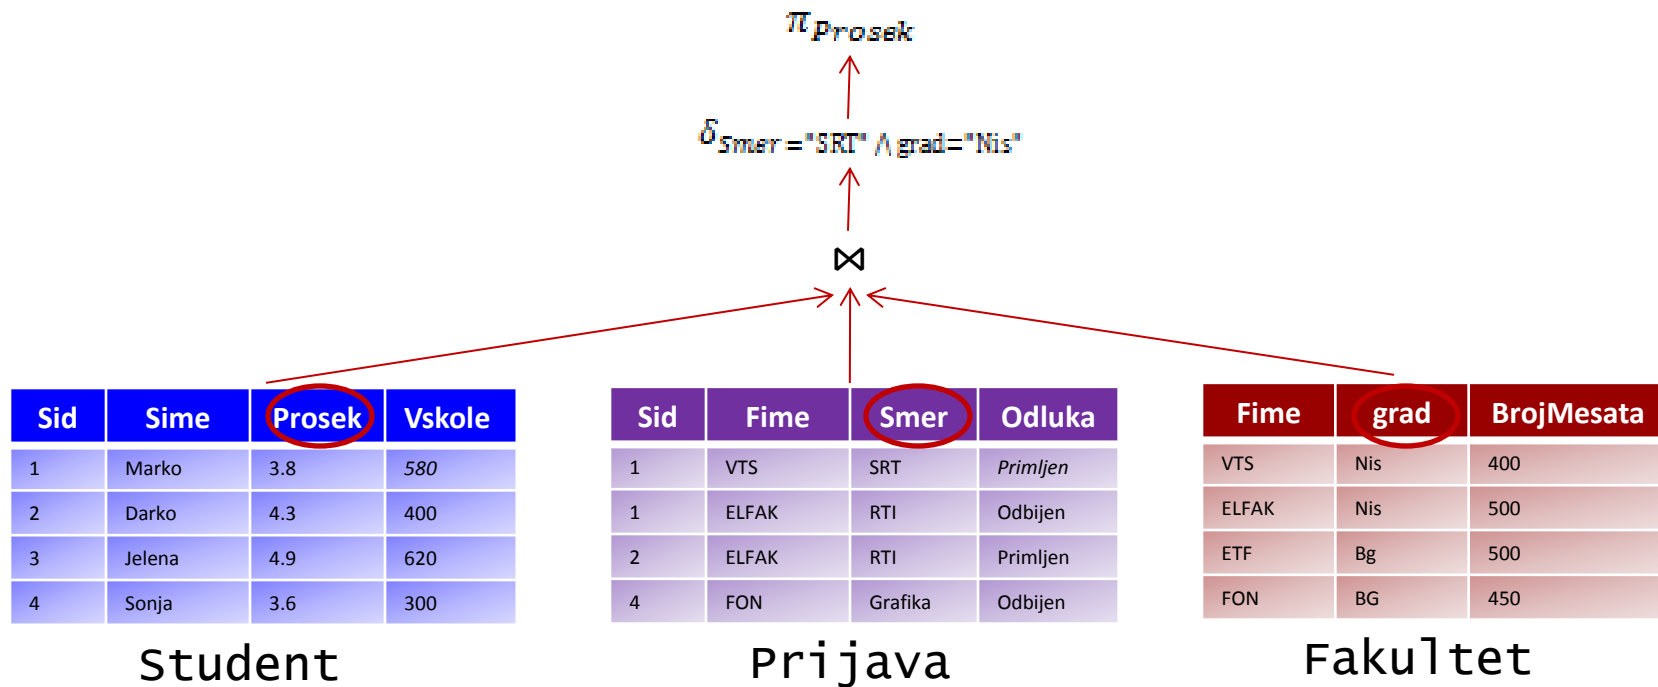 π Prosek
δ Smer="SRT" ∧ grad="Nis"
⋈
Sid Sime Prosek Vskole
1 Marko 3.8 580
2 Darko 4.3 400
3 Jelena 4.9 620
4 Sonja 3.6 300
Student
Sid Fime Smer Odluka
1 VTS SRT Primljen
1 ELFAK RTI Odbijen
2 ELFAK RTI Primljen
4 FON Grafika Odbijen
Prijava
Fime grad BrojMesata
VTS Nis 400
ELFAK Nis 500
ETF Bg 500
FON BG 450
Fakultet